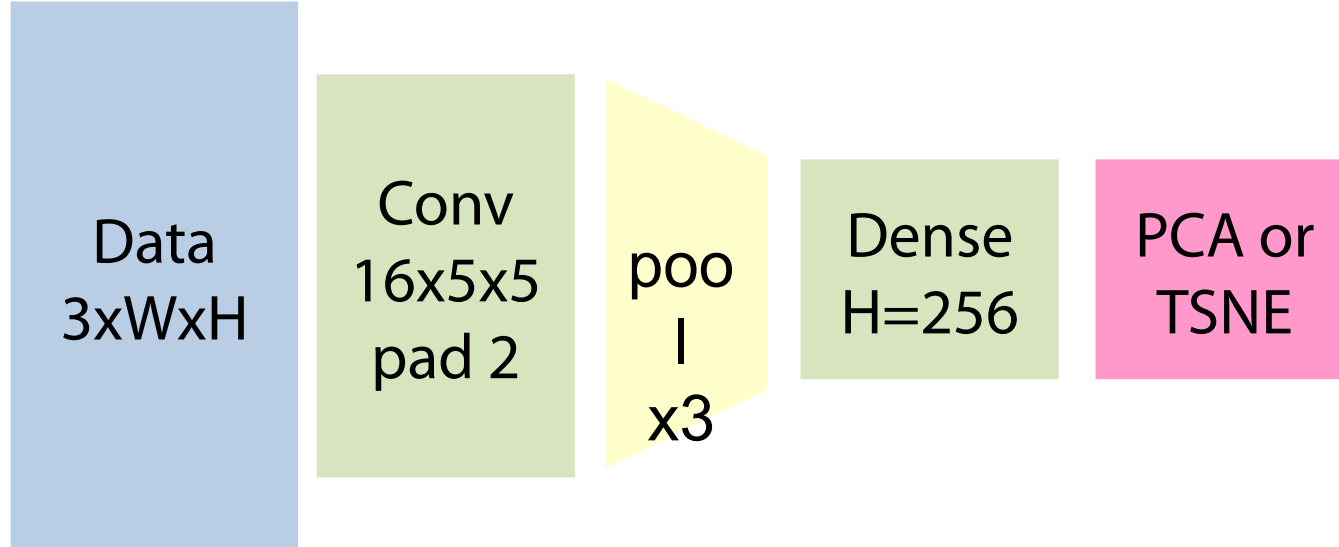 Data
3xWxH
Conv
16x5x5
pad 2
poo
l
x3
Dense
H=256
PCA or
TSNE